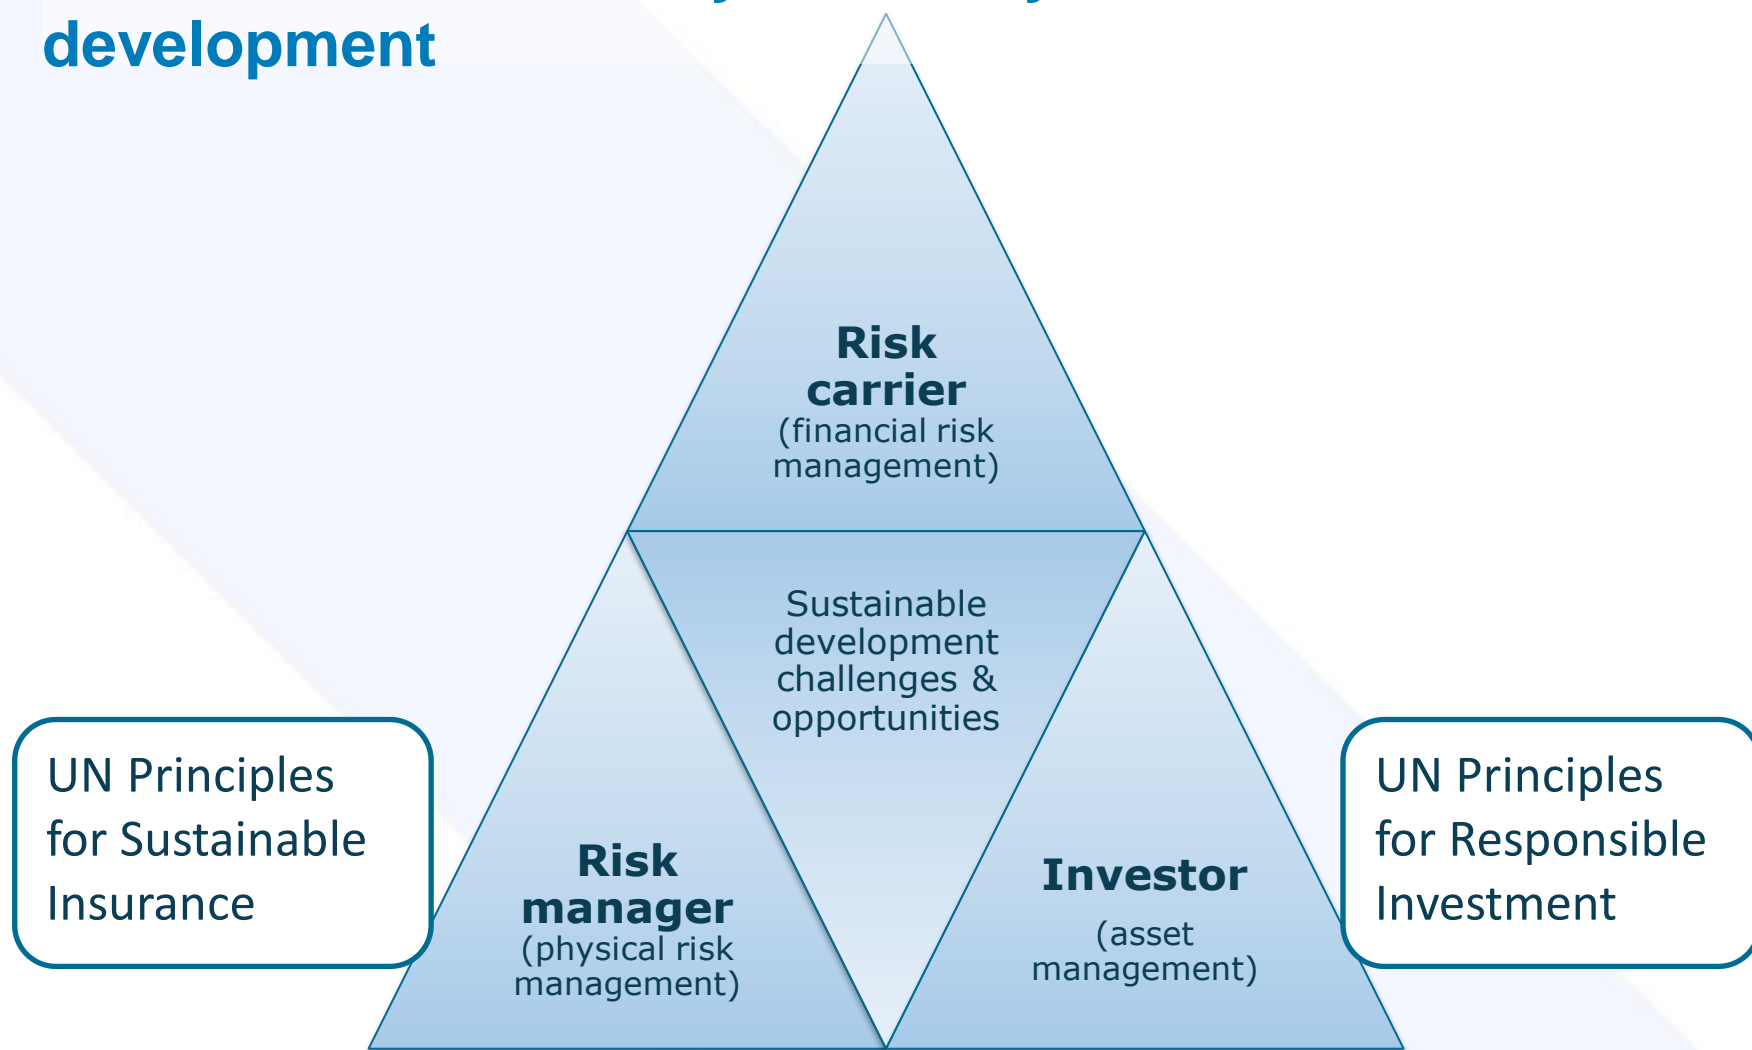 development
Risk
carrier
(financial risk
management)
Sustainable
development
challenges &
opportunities
UN Principles
for Sustainable
Insurance
Risk
manager
(physical risk
management)
Investor
(asset
management)
UN Principles
for Responsible
Investment